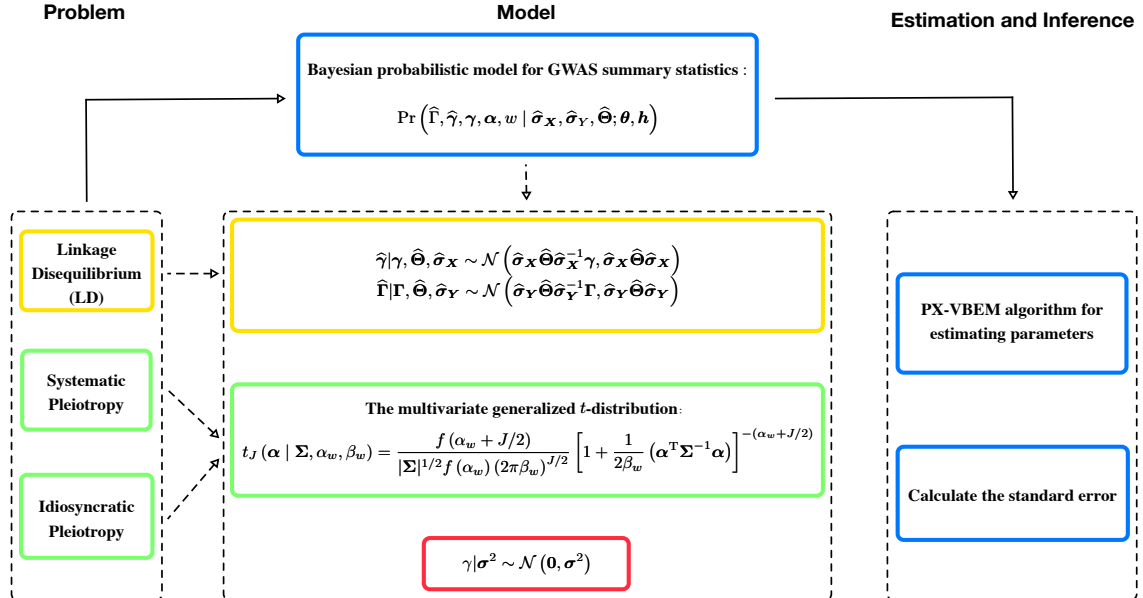 Problem
Model
Estimation and Inference
Bayesian probabilistic model for GWAS summary statistics :
Pr(Γ̂, γ̂, γ, α, w | σ̂_X, σ̂_Y, Θ̂; θ, h)
Linkage
Disequilibrium
(LD)
Systematic
Pleiotropy
Idiosyncratic
Pleiotropy
γ̂|γ, Θ̂, σ̂_X ∼ 𝒩(σ̂_X Θ̂ σ̂_X^{-1} γ, σ̂_X Θ̂ σ̂_X)
Γ̂|Γ, Θ̂, σ̂_Y ∼ 𝒩(σ̂_Y Θ̂ σ̂_Y^{-1} Γ, σ̂_Y Θ̂ σ̂_Y)
The multivariate generalized t-distribution:
t_J(α | Σ, α_w, β_w) = f(α_w + J/2) / (|Σ|^{1/2} f(α_w) (2πβ_w)^{J/2}) [1 + 1/(2β_w) (α^T Σ^{-1} α)]^{-(α_w+J/2)}
γ|σ² ∼ 𝒩(0, σ²)
PX-VBEM algorithm for
estimating parameters
Calculate the standard error